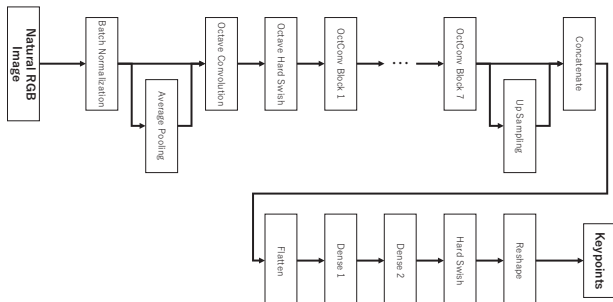 Natural RGB
Image
Batch Normalization
Average Pooling
Octave Convolution
Octave Hard Swish
OctConv Block 1
...
OctConv Block 7
Up Sampling
Concatenate
Flatten
Dense 1
Dense 2
Hard Swish
Reshape
Keypoints